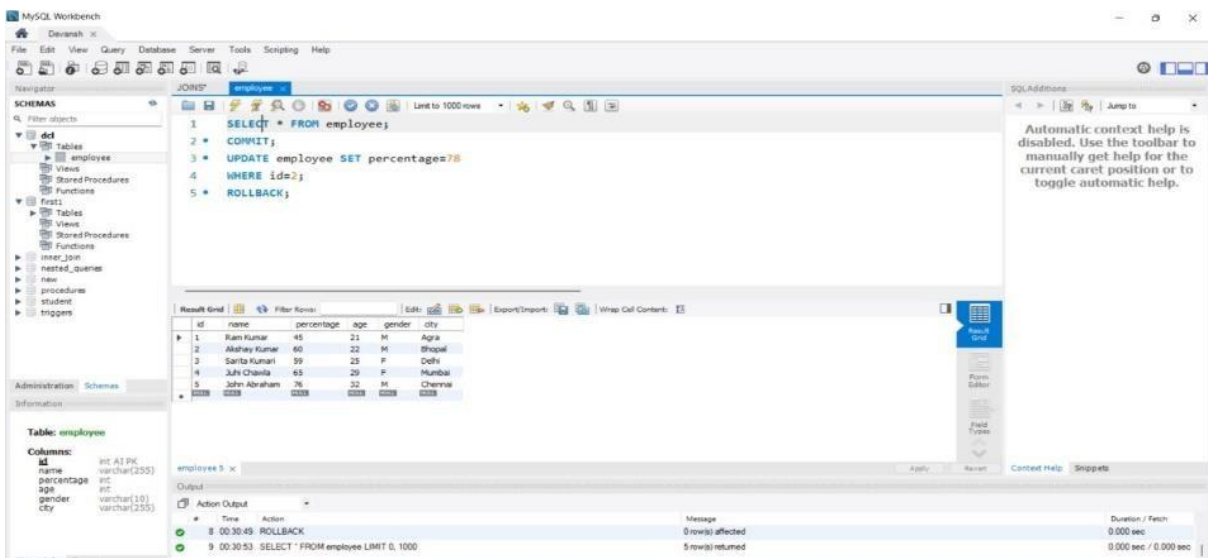 MySQL Workbench
Devansh ×
File Edit View Query Database Server Tools Scripting Help
Navigator
SCHEMAS
Filter objects
dcl
Tables
employee
Views
Stored Procedures
Functions
first1
Tables
Views
Stored Procedures
Functions
inner_join
nested_queries
new
procedures
student
triggers
Administration Schemas
Information
Table: employee
Columns:
id int AI PK
name varchar(255)
percentage int
age int
gender varchar(10)
city varchar(255)
JOINS* employee ×
Limit to 1000 rows
1 SELECT * FROM employee;
2 COMMIT;
3 UPDATE employee SET percentage=78
4 WHERE id=2;
5 ROLLBACK;
Result Grid Filter Rows: Edit: Export/Import: Wrap Cell Content:
id name percentage age gender city
1 Ram Kumar 45 21 M Agra
2 Akshay Kumar 60 22 M Bhopal
3 Sarita Kumari 59 25 F Delhi
4 Juhi Chawla 65 29 F Mumbai
5 John Abraham 76 32 M Chennai
NULL NULL NULL NULL NULL NULL
Result Grid
Form Editor
Field Types
employee 5 × Apply Revert
Output
Action Output
# Time Action Message Duration / Fetch
8 00:30:49 ROLLBACK 0 row(s) affected 0.000 sec
9 00:30:53 SELECT * FROM employee LIMIT 0, 1000 5 row(s) returned 0.000 sec / 0.000 sec
SQLAdditions
Jump to
Automatic context help is
disabled. Use the toolbar to
manually get help for the
current caret position or to
toggle automatic help.
Context Help Snippets